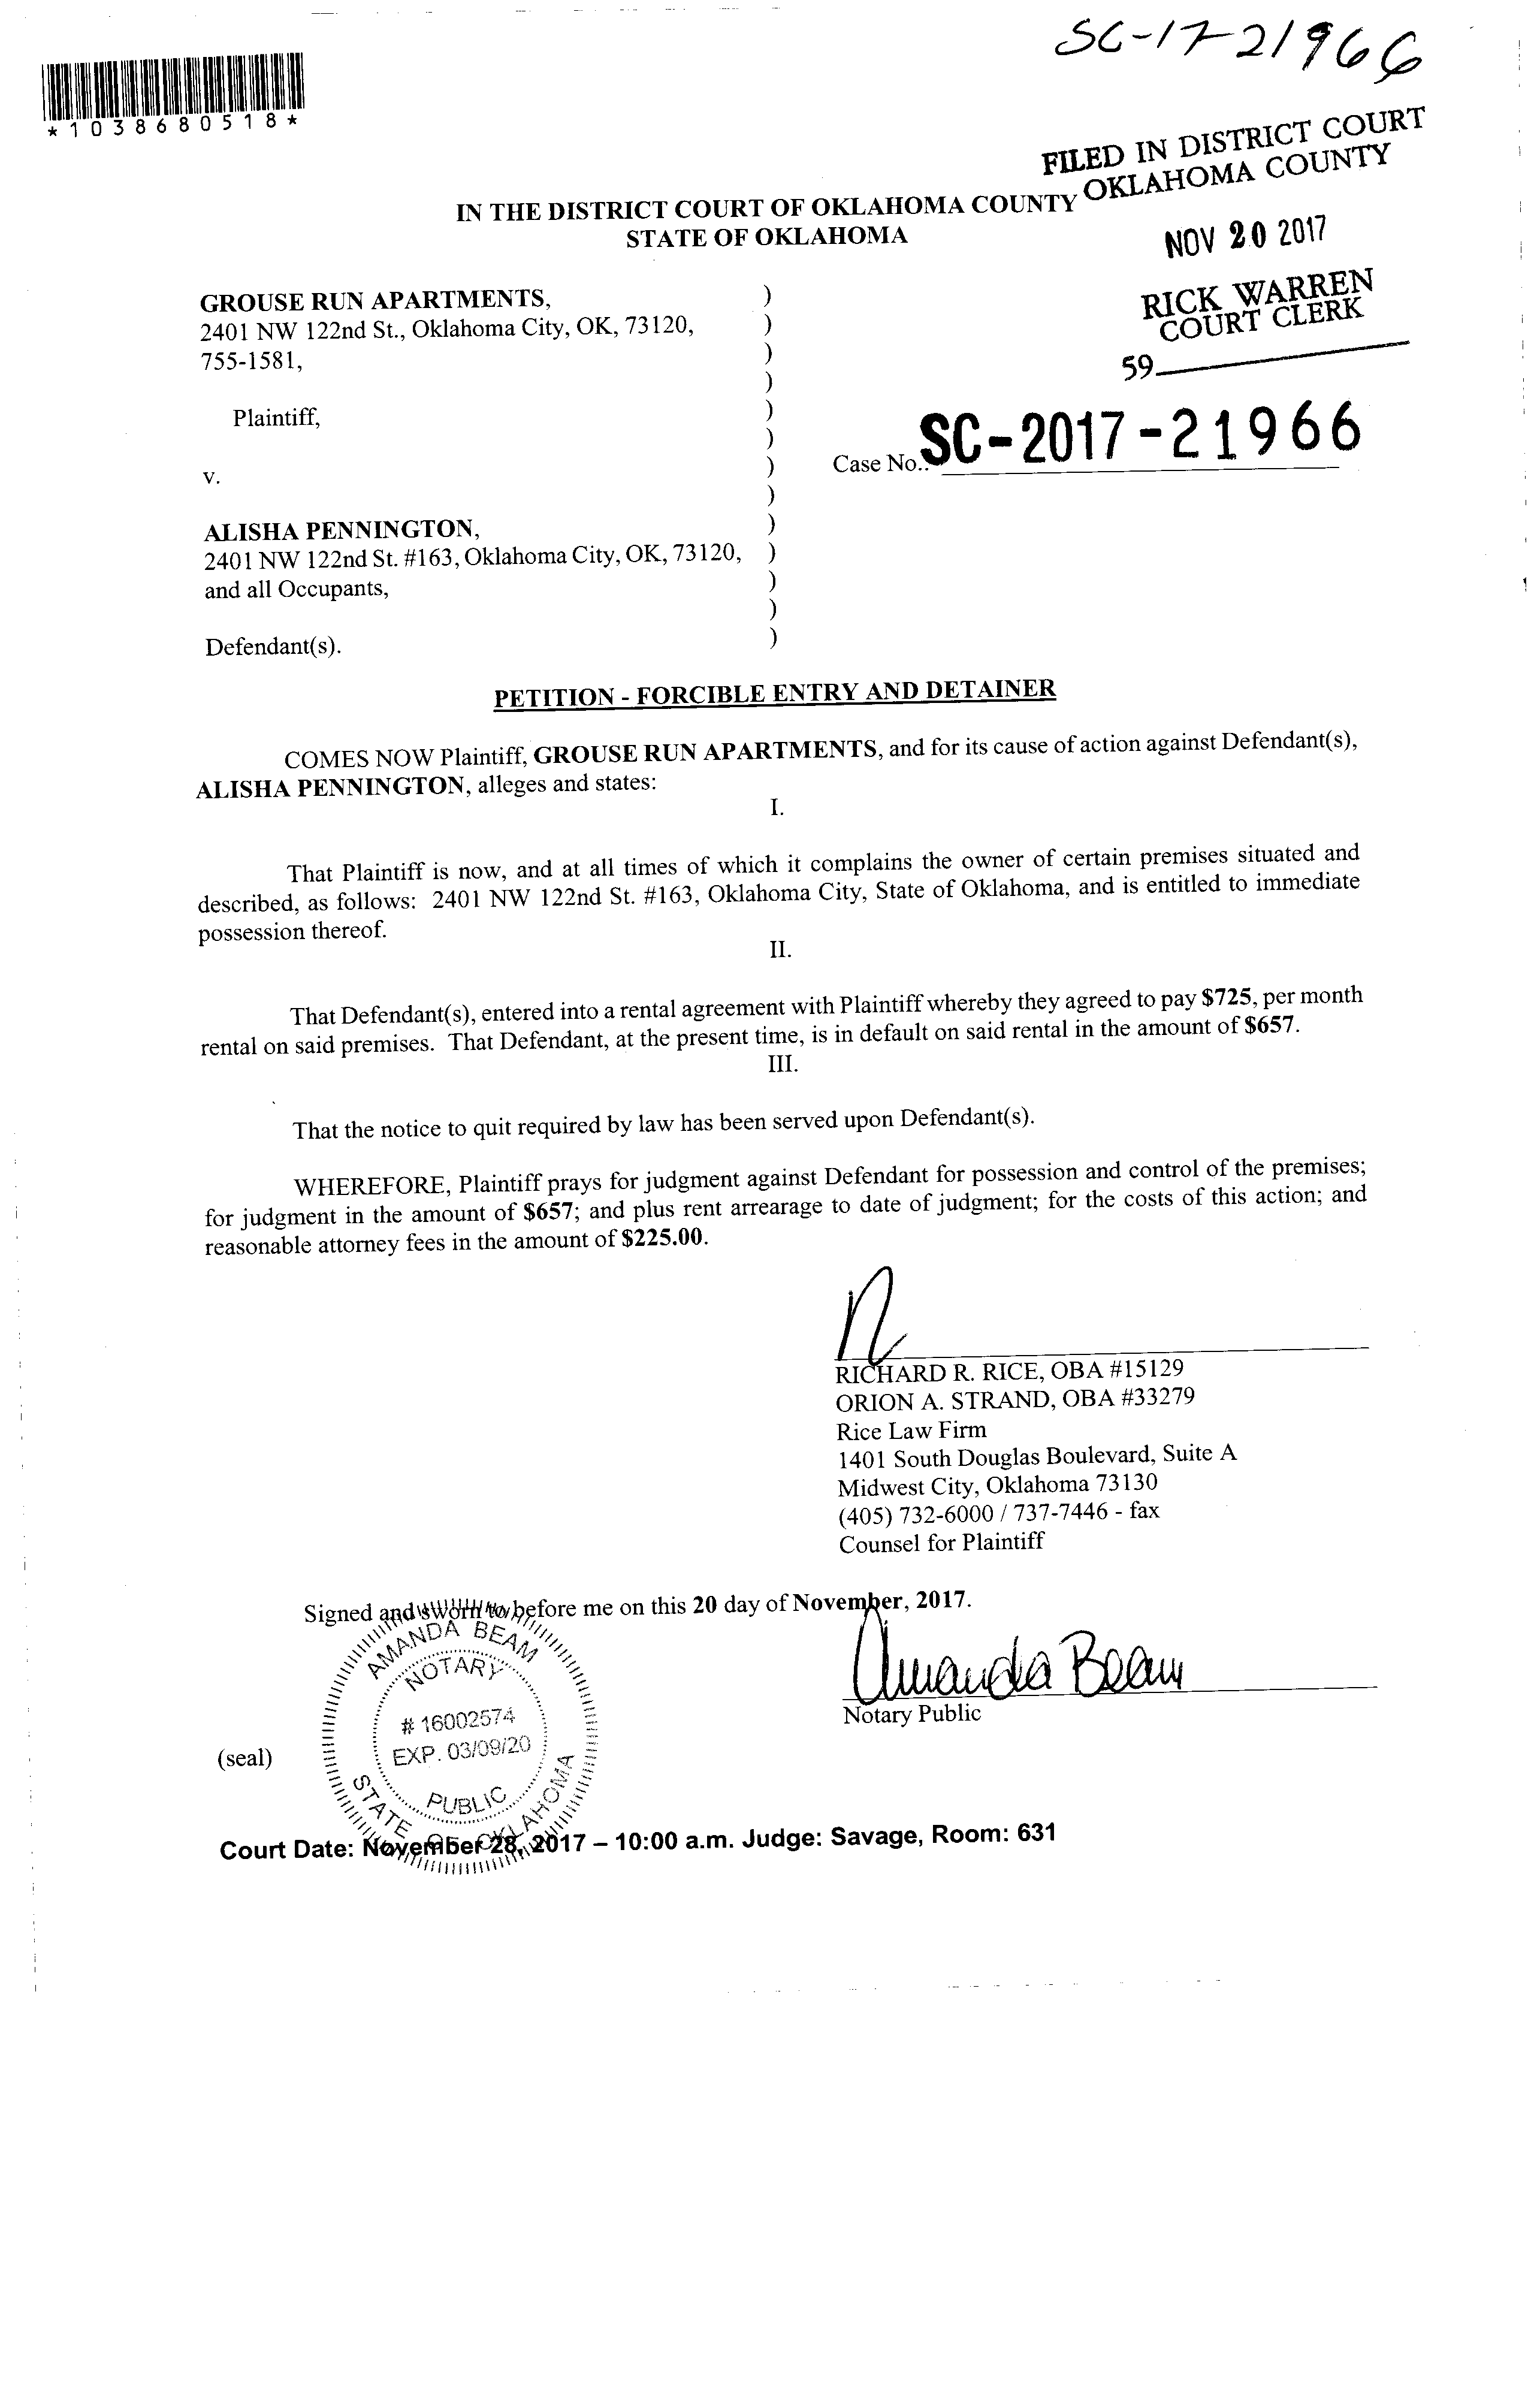 SC-17-21966
*1038680518*
FILED IN DISTRICT COURT
OKLAHOMA COUNTY
IN THE DISTRICT COURT OF OKLAHOMA COUNTY
STATE OF OKLAHOMA
NOV 20 2017
RICK WARREN
COURT CLERK
59
GROUSE RUN APARTMENTS, )
2401 NW 122nd St., Oklahoma City, OK, 73120, )
755-1581, )
)
Plaintiff, )
)
Case No.: SC-2017-21966
v. )
)
ALISHA PENNINGTON, )
2401 NW 122nd St. #163, Oklahoma City, OK, 73120, )
and all Occupants, )
)
Defendant(s). )
PETITION - FORCIBLE ENTRY AND DETAINER
COMES NOW Plaintiff, GROUSE RUN APARTMENTS, and for its cause of action against Defendant(s),
ALISHA PENNINGTON, alleges and states:
I.
That Plaintiff is now, and at all times of which it complains the owner of certain premises situated and
described, as follows: 2401 NW 122nd St. #163, Oklahoma City, State of Oklahoma, and is entitled to immediate
possession thereof.
II.
That Defendant(s), entered into a rental agreement with Plaintiff whereby they agreed to pay $725, per month
rental on said premises. That Defendant, at the present time, is in default on said rental in the amount of $657.
III.
That the notice to quit required by law has been served upon Defendant(s).
WHEREFORE, Plaintiff prays for judgment against Defendant for possession and control of the premises;
for judgment in the amount of $657; and plus rent arrearage to date of judgment; for the costs of this action; and
reasonable attorney fees in the amount of $225.00.
RICHARD R. RICE, OBA #15129
ORION A. STRAND, OBA #33279
Rice Law Firm
1401 South Douglas Boulevard, Suite A
Midwest City, Oklahoma 73130
(405) 732-6000 / 737-7446 - fax
Counsel for Plaintiff
Signed and sworn to before me on this 20 day of November, 2017.
AMANDA BEAM
NOTARY
# 16002574
EXP. 03/09/20
PUBLIC
STATE OF OKLAHOMA
Amanda Beam
Notary Public
(seal)
Court Date: November 28, 2017 – 10:00 a.m. Judge: Savage, Room: 631